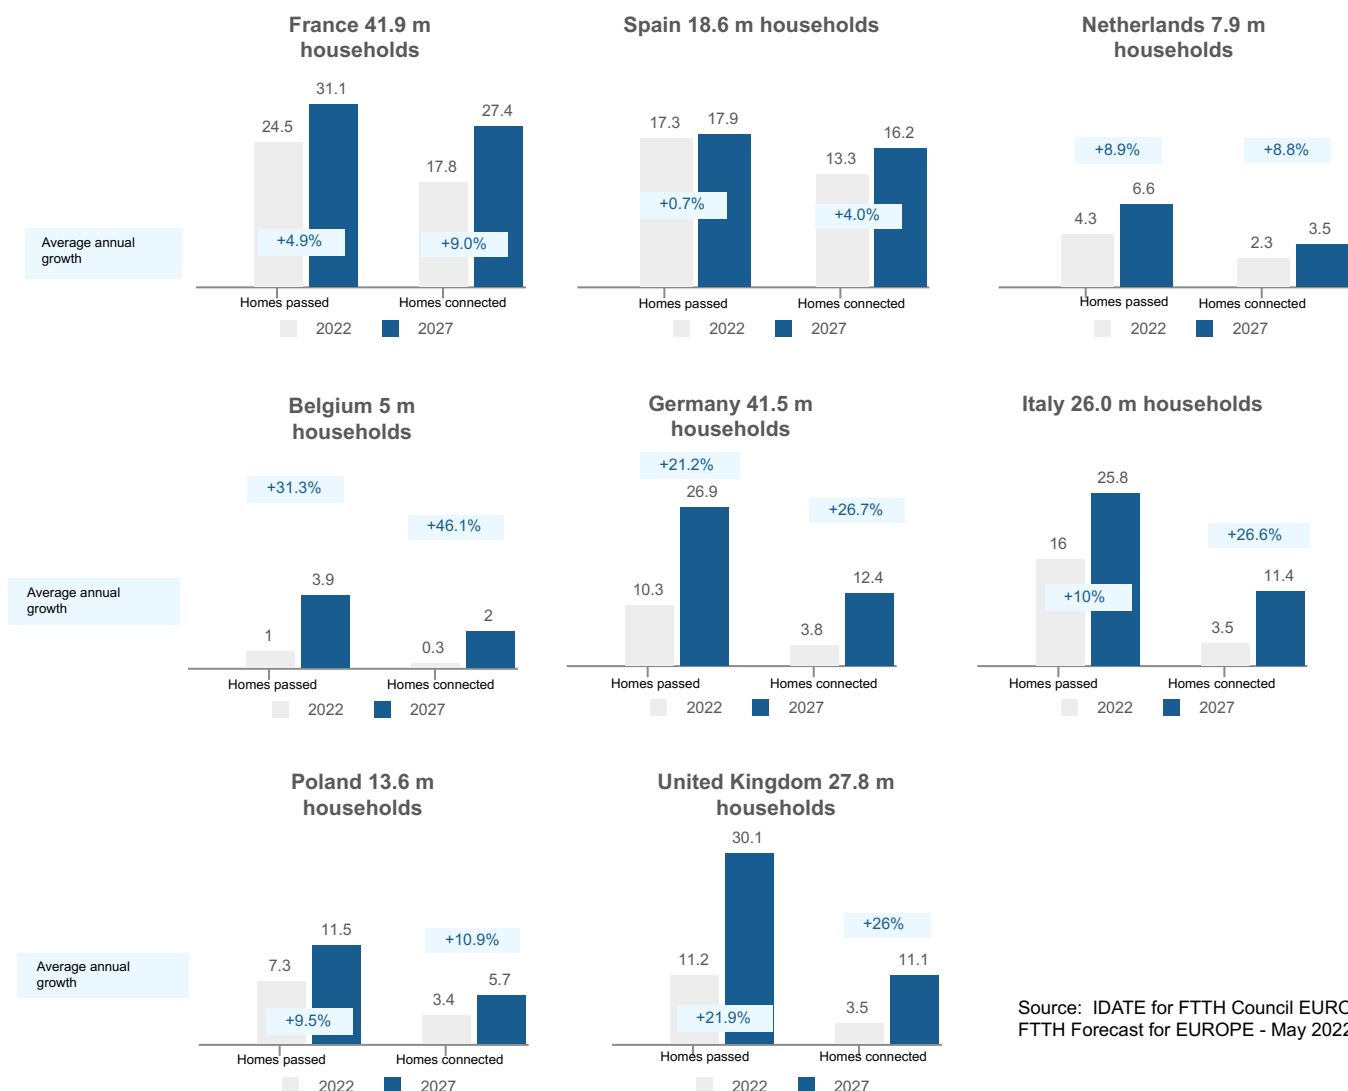 France 41.9 m
households
31.1
24.5
27.4
17.8
+4.9%
+9.0%
Average annual
growth
Homes passed
Homes connected
2022
2027
Spain 18.6 m households
17.3
17.9
16.2
13.3
+0.7%
+4.0%
Homes passed
Homes connected
2022
2027
Netherlands 7.9 m
households
+8.9%
+8.8%
4.3
6.6
2.3
3.5
Homes passed
Homes connected
2022
2027
Belgium 5 m
households
+31.3%
+46.1%
1
3.9
0.3
2
Average annual
growth
Homes passed
Homes connected
2022
2027
Germany 41.5 m
households
+21.2%
26.9
+26.7%
10.3
12.4
3.8
Homes passed
Homes connected
2022
2027
Italy 26.0 m households
25.8
16
+26.6%
+10%
11.4
3.5
Homes passed
Homes connected
2022
2027
Poland 13.6 m
households
11.5
7.3
+10.9%
5.7
3.4
+9.5%
Average annual
growth
Homes passed
Homes connected
2022
2027
United Kingdom 27.8 m
households
30.1
11.2
+26%
11.1
3.5
+21.9%
Homes passed
Homes connected
2022
2027
Source: IDATE for FTTH Council EURO
FTTH Forecast for EUROPE - May 2022